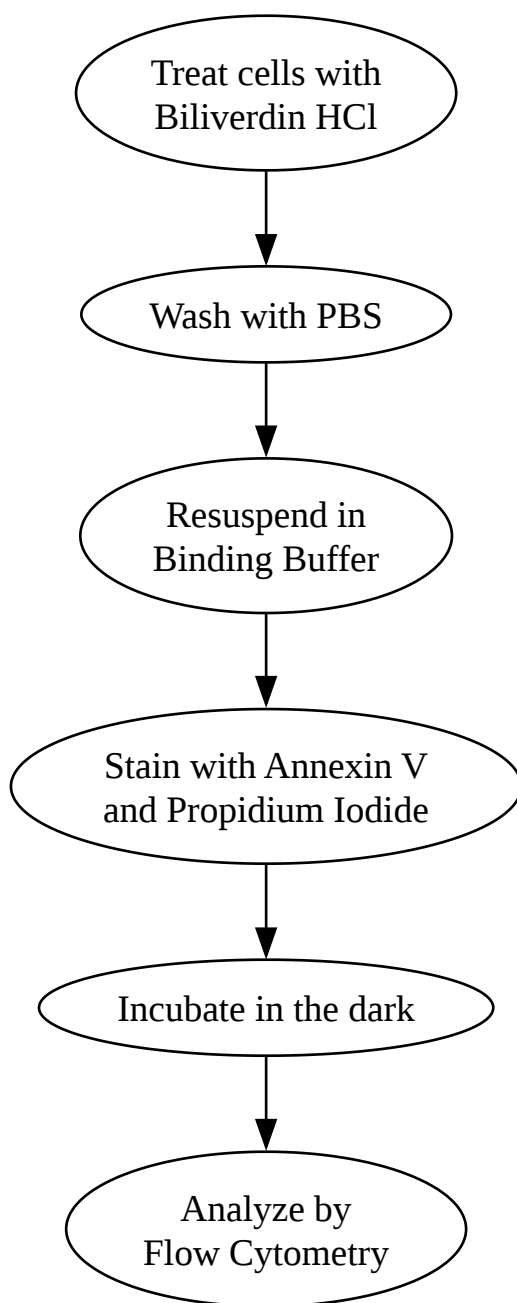 Treat cells with
Biliverdin HCl
Wash with PBS
Resuspend in
Binding Buffer
Stain with Annexin V
and Propidium Iodide
Incubate in the dark
Analyze by
Flow Cytometry